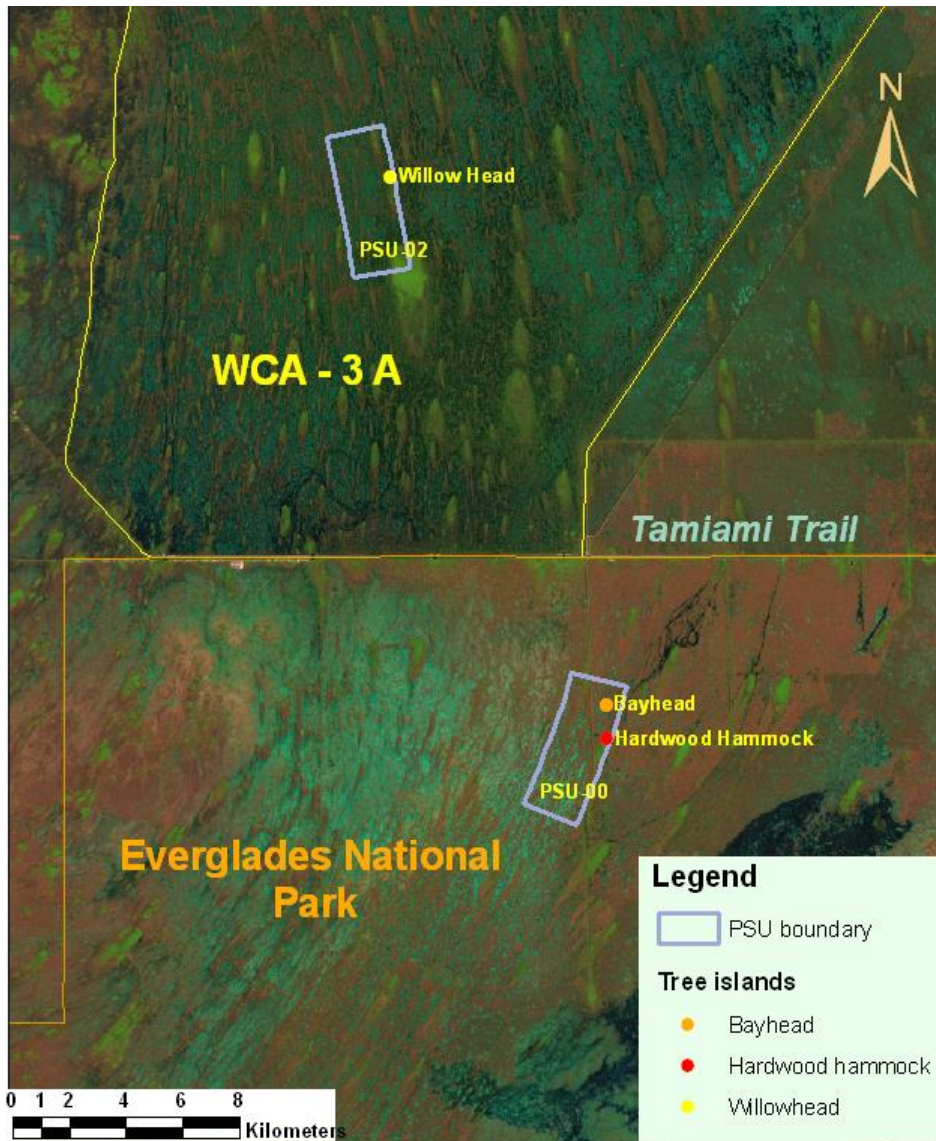 N
Willow Head
PSU-02
WCA - 3 A
Tamiami Trail
Bayhead
Hardwood Hammock
PSU-00
Everglades National
Park
Legend
PSU boundary
Tree islands
Bayhead
Hardwood hammock
Willowhead
0 1 2 4 6 8
Kilometers